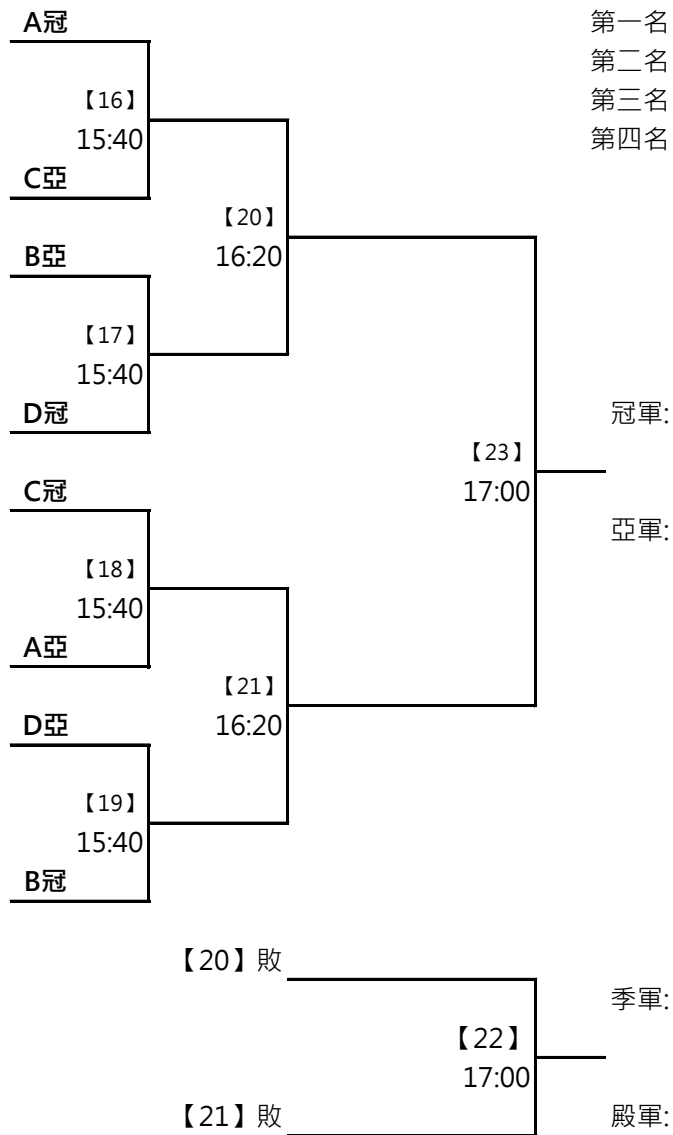 A冠
第一名
第二名
【16】
第三名
15:40
第四名
C亞
【20】
B亞
16:20
【17】
15:40
D冠
冠軍:
【23】
C冠
17:00
亞軍:
【18】
15:40
A亞
【21】
D亞
16:20
【19】
15:40
B冠
【20】敗
季軍:
【22】
17:00
【21】敗
殿軍: